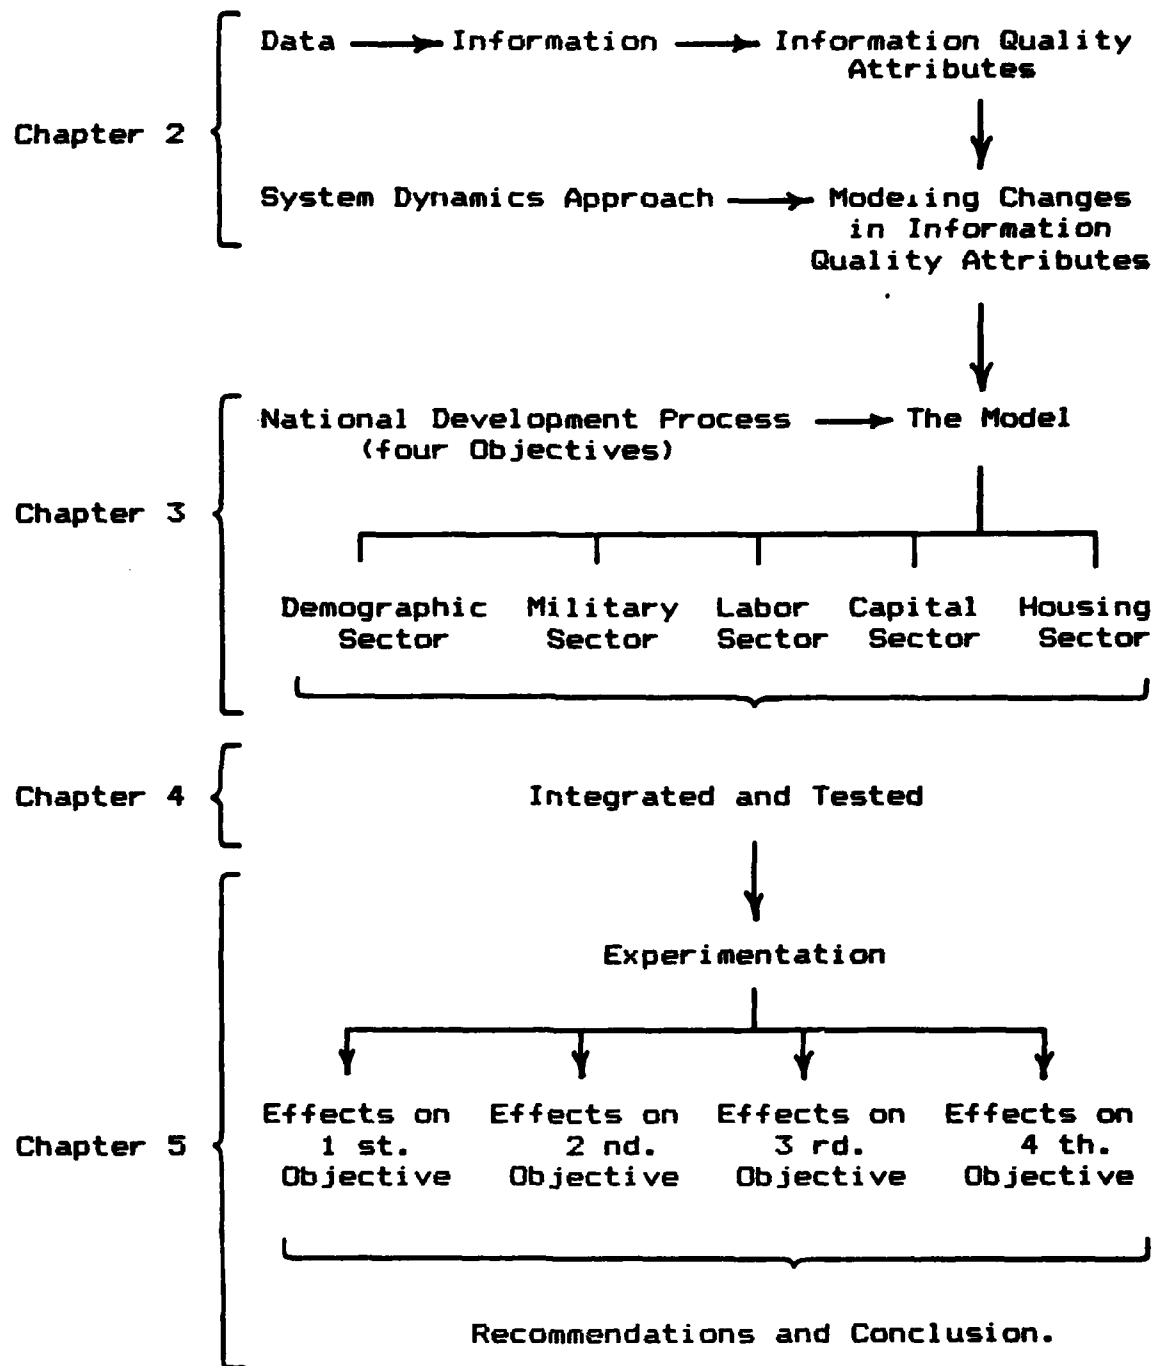 Data Information Information Quality
Attributes
Chapter 2
System Dynamics Approach Modeling Changes
in Information
Quality Attributes
National Development Process The Model
(four Objectives)
Chapter 3
Demographic Military Labor Capital Housing
Sector Sector Sector Sector Sector
Chapter 4 Integrated and Tested
Experimentation
Effects on Effects on Effects on Effects on
Chapter 5 1 st. 2 nd. 3 rd. 4 th.
Objective Objective Objective Objective
Recommendations and Conclusion.